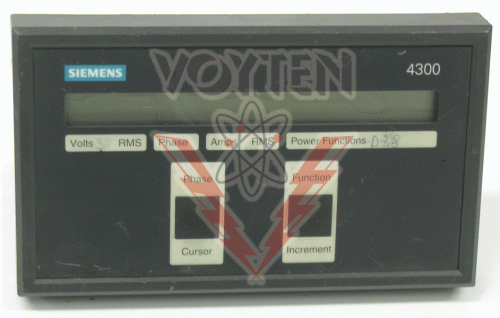 VOYTEN
SIEMENS 4300
Volts RMS Phase Amps RMS Power Functions
Phase Function
Cursor Increment